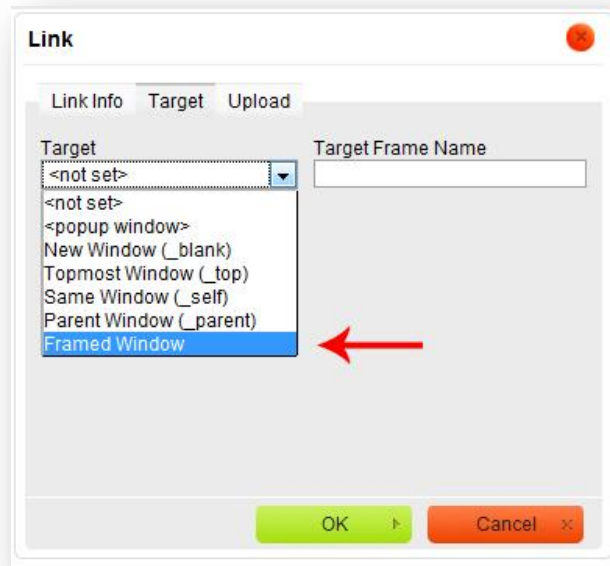 Link
Link Info Target Upload
Target Target Frame Name
<not set>
<not set>
<popup window>
New Window (_blank)
Topmost Window (_top)
Same Window (_self)
Parent Window (_parent)
Framed Window
OK Cancel